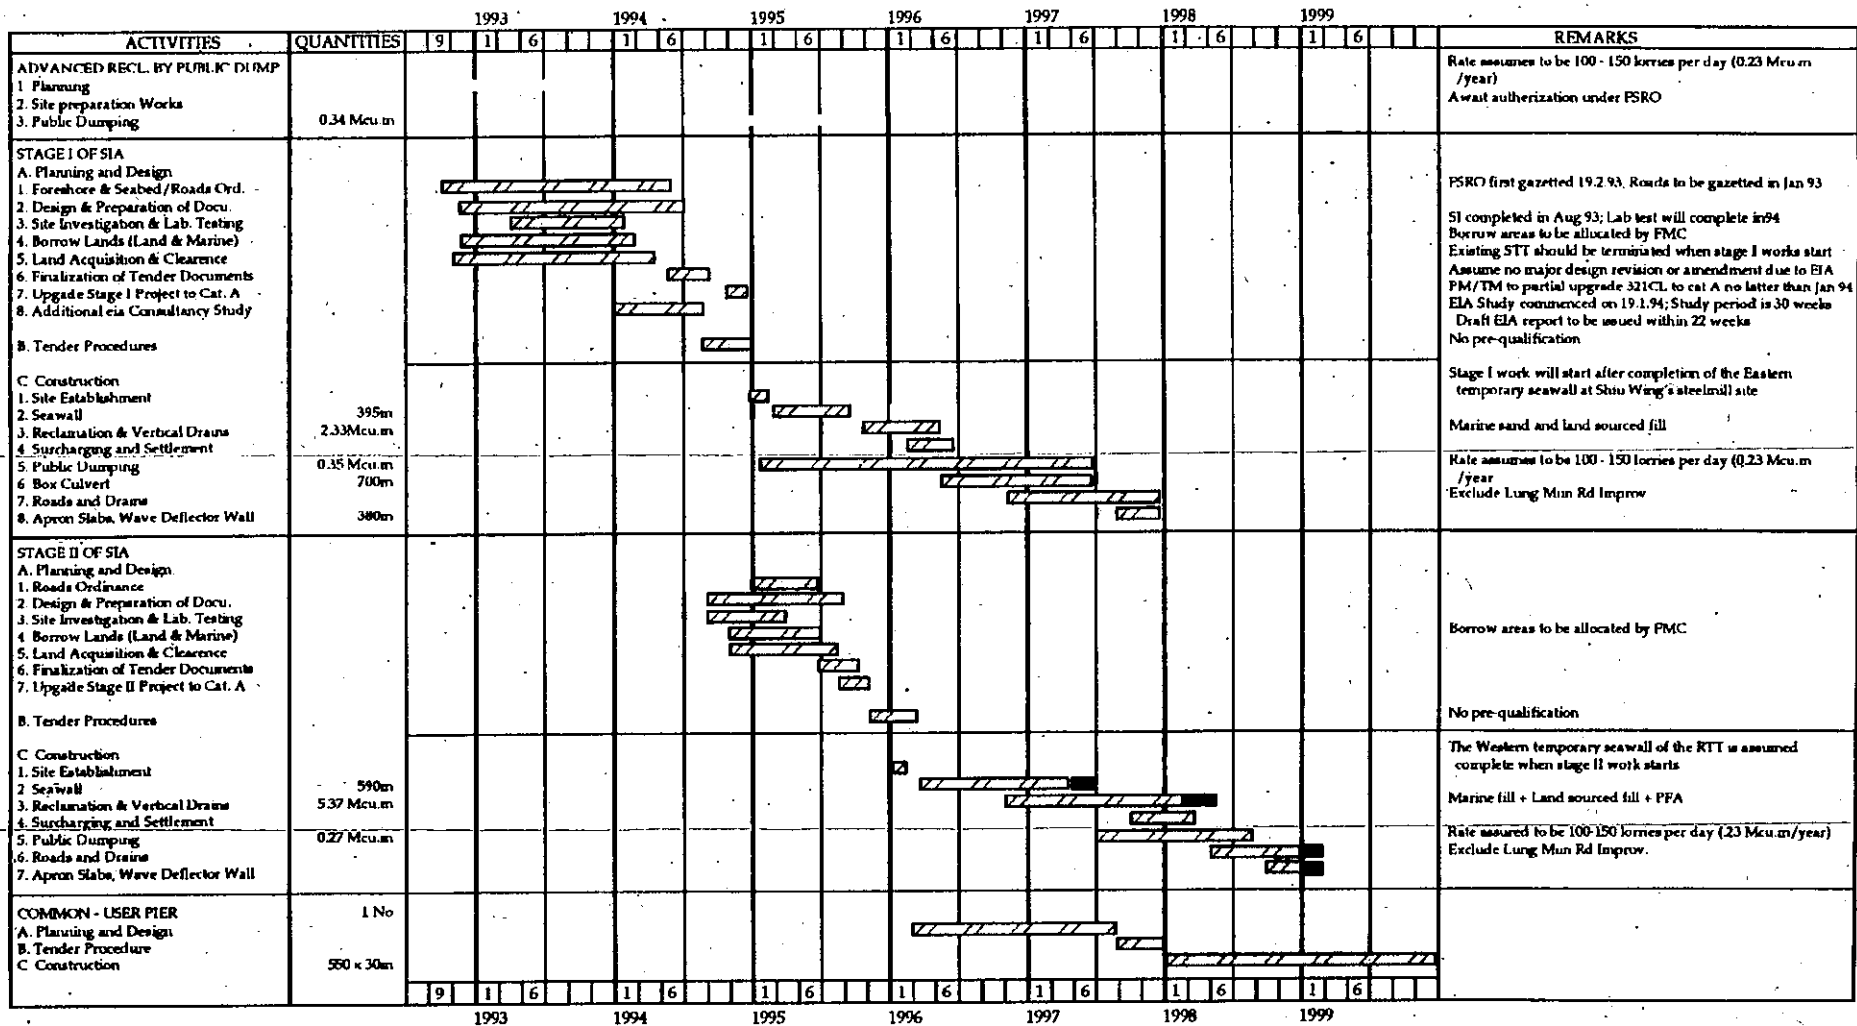 1993 1994 1995 1996 1997 1998 1999
ACTIVITIES QUANTITIES 9 1 6 1 6 1 6 1 6 1 6 1 6 1 6 REMARKS
ADVANCED RECL. BY PUBLIC DUMP Rate assumes to be 100 - 150 lorries per day (0.23 Mcu.m
1 Planning /year)
2. Site preparation Works Await autherization under FSRO
3. Public Dumping 0.34 Mcu.m
STAGE I OF SIA
A. Planning and Design
1. Foreshore & Seabed/Roads Ord. FSRO first gazetted 19.2.93, Roads to be gazetted in Jan 93
2. Design & Preparation of Docu.
3. Site Investigation & Lab. Testing SI completed in Aug 93; Lab test will complete in94
4. Borrow Lands (Land & Marine) Borrow areas to be allocated by FMC
5. Land Acquisition & Clearence Existing STT should be terminated when stage I works start
6. Finalization of Tender Documents Assume no major design revision or amendment due to EIA
7. Upgade Stage I Project to Cat. A PM/TM to partial upgrade 321CL to cat A no latter than Jan 94
8. Additional eia Consultancy Study EIA Study commenced on 19.1.94; Study period is 30 weeks
Draft EIA report to be issued within 22 weeks
B. Tender Procedures No pre-qualification
C Construction Stage I work will start after completion of the Eastern
1. Site Establishment temporary seawall at Shiu Wing's steelmill site
2. Seawall 395m
3. Reclamation & Vertical Drains 2.33Mcu.m Marine sand and land sourced fill
4 Surcharging and Settlement
5. Public Dumping 0.35 Mcu.m Rate assumes to be 100 - 150 lorries per day (0.23 Mcu.m
6 Box Culvert 700m /year
7. Roads and Drains Exclude Lung Mun Rd Improv
8. Apron Slabs, Wave Deflector Wall 380m
STAGE II OF SIA
A. Planning and Design
1. Roads Ordinance
2. Design & Preparation of Docu.
3. Site Investigation & Lab. Testing
4 Borrow Lands (Land & Marine) Borrow areas to be allocated by FMC
5. Land Acquisition & Clearence
6. Finalization of Tender Documents
7. Upgade Stage II Project to Cat. A
B. Tender Procedures No pre-qualification
C Construction The Western temporary seawall of the RTT is assumed
1. Site Establishment complete when stage II work starts
2 Seawall 590m
3. Reclamation & Vertical Drains 5.37 Mcu.m Marine fill + Land sourced fill + PFA
4. Surcharging and Settlement
5. Public Dumping 0.27 Mcu.m Rate assured to be 100-150 lorries per day (.23 Mcu.m/year)
6. Roads and Drains Exclude Lung Mun Rd Improv.
7. Apron Slabs, Wave Deflector Wall
COMMON - USER PIER 1 No
A. Planning and Design
B. Tender Procedure
C Construction 550 x 30m
9 1 6 1 6 1 6 1 6 1 6 1 6 1 6
1993 1994 1995 1996 1997 1998 1999